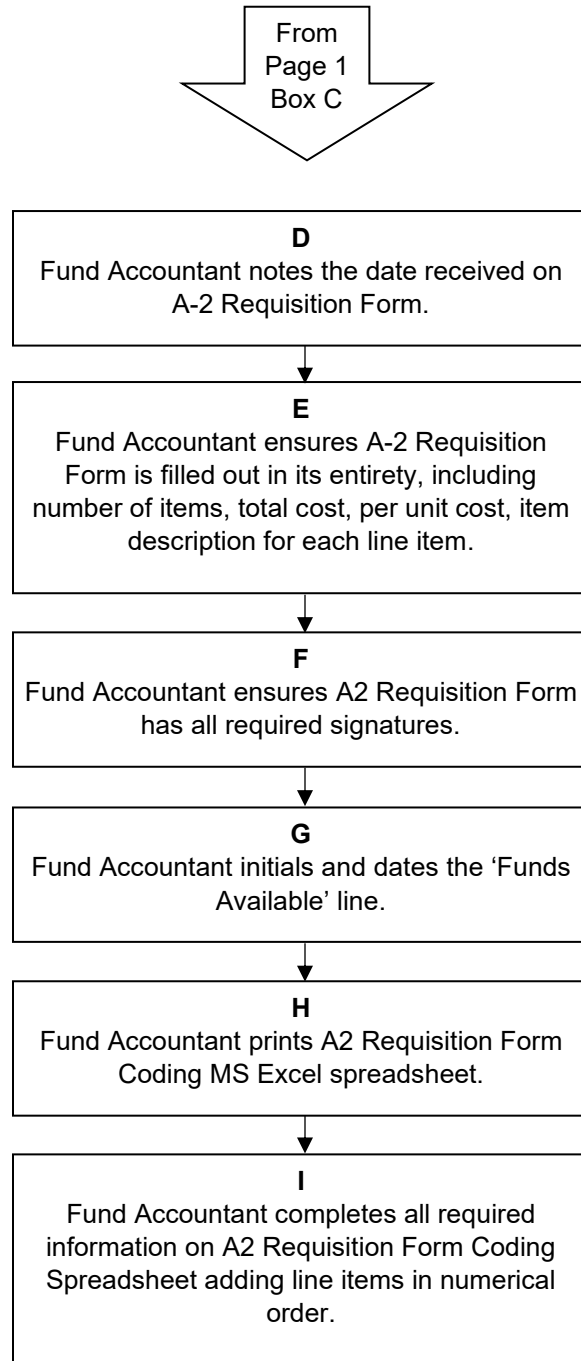 From
Page 1
Box C
D
Fund Accountant notes the date received on
A-2 Requisition Form.
E
Fund Accountant ensures A-2 Requisition
Form is filled out in its entirety, including
number of items, total cost, per unit cost, item
description for each line item.
F
Fund Accountant ensures A2 Requisition Form
has all required signatures.
G
Fund Accountant initials and dates the ‘Funds
Available’ line.
H
Fund Accountant prints A2 Requisition Form
Coding MS Excel spreadsheet.
I
Fund Accountant completes all required
information on A2 Requisition Form Coding
Spreadsheet adding line items in numerical
order.